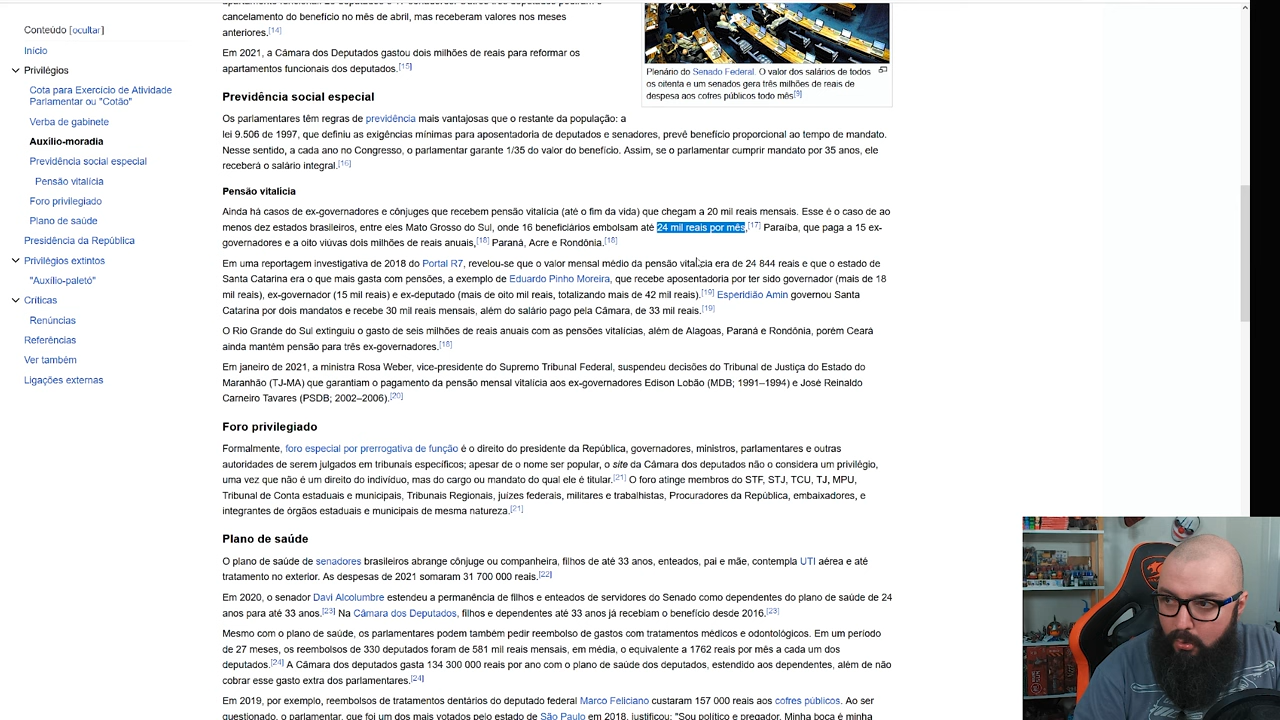 Conteúdo [ocultar]
Início
Privilégios
Cota para Exercício de Atividade
Parlamentar ou "Cotão"
Verba de gabinete
Auxílio-moradia
Previdência social especial
Pensão vitalícia
Foro privilegiado
Plano de saúde
Presidência da República
Privilégios extintos
"Auxílio-paletó"
Críticas
Renúncias
Referências
Ver também
Ligações externas
cancelamento do benefício no mês de abril, mas receberam valores nos meses
anteriores.[14]
Em 2021, a Câmara dos Deputados gastou dois milhões de reais para reformar os
apartamentos funcionais dos deputados.[15]
Plenário do Senado Federal. O valor dos salários de todos
os oitenta e um senados gera três milhões de reais de
despesa aos cofres públicos todo mês[9]
Previdência social especial
Os parlamentares têm regras de previdência mais vantajosas que o restante da população: a
lei 9.506 de 1997, que definiu as exigências mínimas para aposentadoria de deputados e senadores, prevê benefício proporcional ao tempo de mandato.
Nesse sentido, a cada ano no Congresso, o parlamentar garante 1/35 do valor do benefício. Assim, se o parlamentar cumprir mandato por 35 anos, ele
receberá o salário integral.[16]
Pensão vitalícia
Ainda há casos de ex-governadores e cônjuges que recebem pensão vitalícia (até o fim da vida) que chegam a 20 mil reais mensais. Esse é o caso de ao
menos dez estados brasileiros, entre eles Mato Grosso do Sul, onde 16 beneficiários embolsam até 24 mil reais por mês,[17] Paraíba, que paga a 15 ex-
governadores e a oito viúvas dois milhões de reais anuais,[18] Paraná, Acre e Rondônia.[18]
Em uma reportagem investigativa de 2018 do Portal R7, revelou-se que o valor mensal médio da pensão vitalícia era de 24 844 reais e que o estado de
Santa Catarina era o que mais gasta com pensões, a exemplo de Eduardo Pinho Moreira, que recebe aposentadoria por ter sido governador (mais de 18
mil reais), ex-governador (15 mil reais) e ex-deputado (mais de oito mil reais, totalizando mais de 42 mil reais).[19] Esperidião Amin governou Santa
Catarina por dois mandatos e recebe 30 mil reais mensais, além do salário pago pela Câmara, de 33 mil reais.[19]
O Rio Grande do Sul extinguiu o gasto de seis milhões de reais anuais com as pensões vitalícias, além de Alagoas, Paraná e Rondônia, porém Ceará
ainda mantém pensão para três ex-governadores.[18]
Em janeiro de 2021, a ministra Rosa Weber, vice-presidente do Supremo Tribunal Federal, suspendeu decisões do Tribunal de Justiça do Estado do
Maranhão (TJ-MA) que garantiam o pagamento da pensão mensal vitalícia aos ex-governadores Edison Lobão (MDB; 1991–1994) e José Reinaldo
Carneiro Tavares (PSDB; 2002–2006).[20]
Foro privilegiado
Formalmente, foro especial por prerrogativa de função é o direito do presidente da República, governadores, ministros, parlamentares e outras
autoridades de serem julgados em tribunais específicos; apesar de o nome ser popular, o site da Câmara dos deputados não o considera um privilégio,
uma vez que não é um direito do indivíduo, mas do cargo ou mandato do qual ele é titular.[21] O foro atinge membros do STF, STJ, TCU, TJ, MPU,
Tribunal de Conta estaduais e municipais, Tribunais Regionais, juízes federais, militares e trabalhistas, Procuradores da República, embaixadores, e
integrantes de órgãos estaduais e municipais de mesma natureza.[21]
Plano de saúde
O plano de saúde de senadores brasileiros abrange cônjuge ou companheira, filhos de até 33 anos, enteados, pai e mãe, contempla UTI aérea e até
tratamento no exterior. As despesas de 2021 somaram 31 700 000 reais.[22]
Em 2020, o senador Davi Alcolumbre estendeu a permanência de filhos e enteados de servidores do Senado como dependentes do plano de saúde de 24
anos para até 33 anos.[23] Na Câmara dos Deputados, filhos e dependentes até 33 anos já recebiam o benefício desde 2016.[23]
Mesmo com o plano de saúde, os parlamentares podem também pedir reembolso de gastos com tratamentos médicos e odontológicos. Em um período
de 27 meses, os reembolsos de 330 deputados foram de 581 mil reais mensais, em média, o equivalente a 1762 reais por mês a cada um dos
deputados.[24] A Câmara dos deputados gasta 134 300 000 reais por ano com o plano de saúde dos deputados, estendido aos dependentes, além de não
cobrar esse gasto extra dos parlamentares.[24]
Em 2019, por exemplo, reembolsos de tratamentos dentários do deputado federal Marco Feliciano custaram 157 000 reais aos cofres públicos. Ao ser
questionado, o parlamentar, que foi um dos mais votados pelo estado de São Paulo em 2018, justificou: "Sou político e pregador. Minha boca é minha